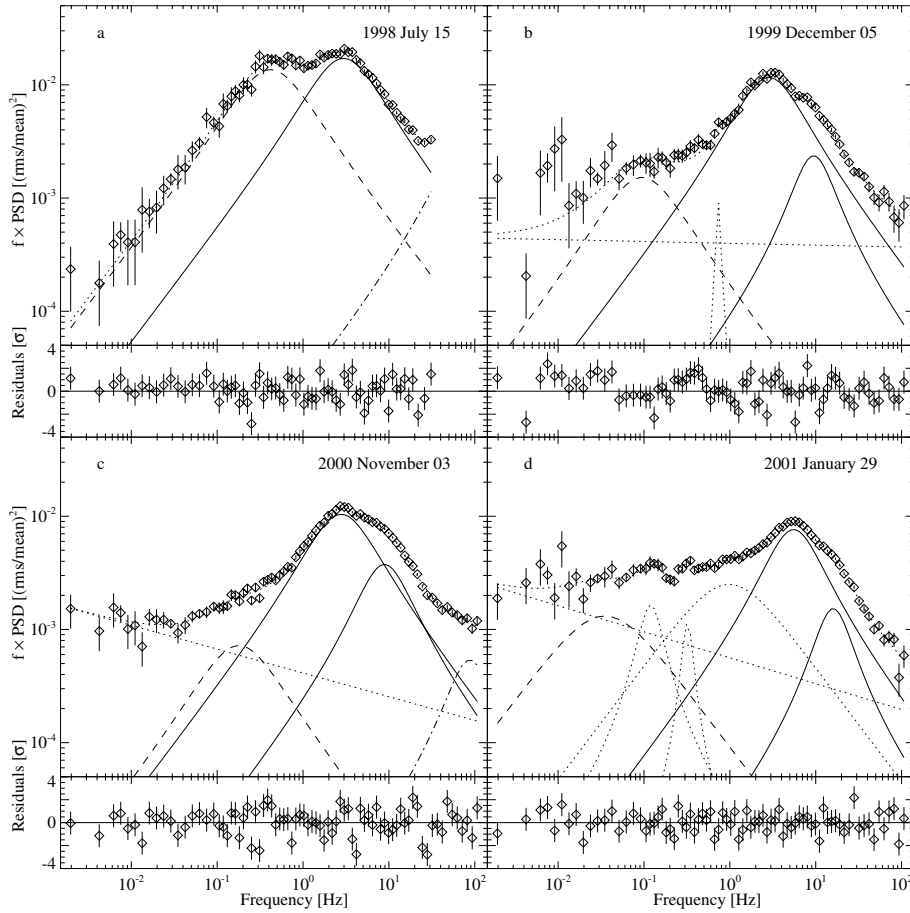 a 1998 July 15
b 1999 December 05
f × PSD [(rms/mean)²]
10⁻²
10⁻³
10⁻⁴
Residuals [σ]
4
0
-4
c 2000 November 03
d 2001 January 29
f × PSD [(rms/mean)²]
10⁻²
10⁻³
10⁻⁴
Residuals [σ]
4
0
-4
10⁻² 10⁻¹ 10⁰ 10¹ 10²
10⁻² 10⁻¹ 10⁰ 10¹ 10²
Frequency [Hz]
Frequency [Hz]